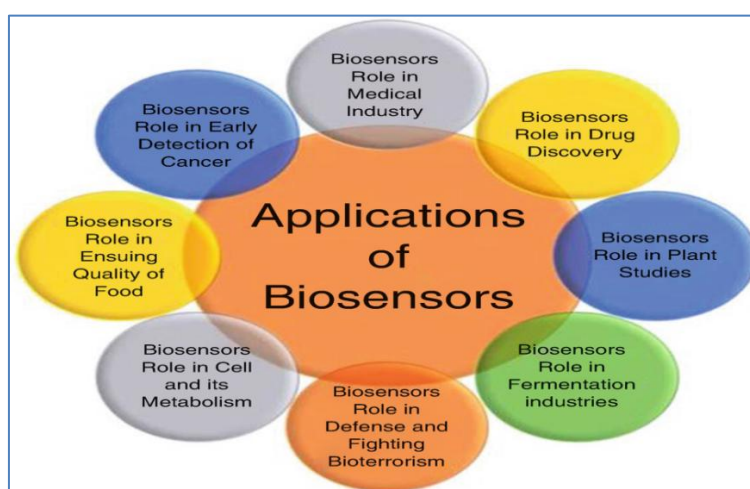 Applications
of
Biosensors
Biosensors
Role in
Medical
Industry
Biosensors
Role in Drug
Discovery
Biosensors
Role in Plant
Studies
Biosensors
Role in
Fermentation
industries
Biosensors
Role in
Defense and
Fighting
Bioterrorism
Biosensors
Role in Cell
and its
Metabolism
Biosensors
Role in
Ensuing
Quality of
Food
Biosensors
Role in Early
Detection of
Cancer